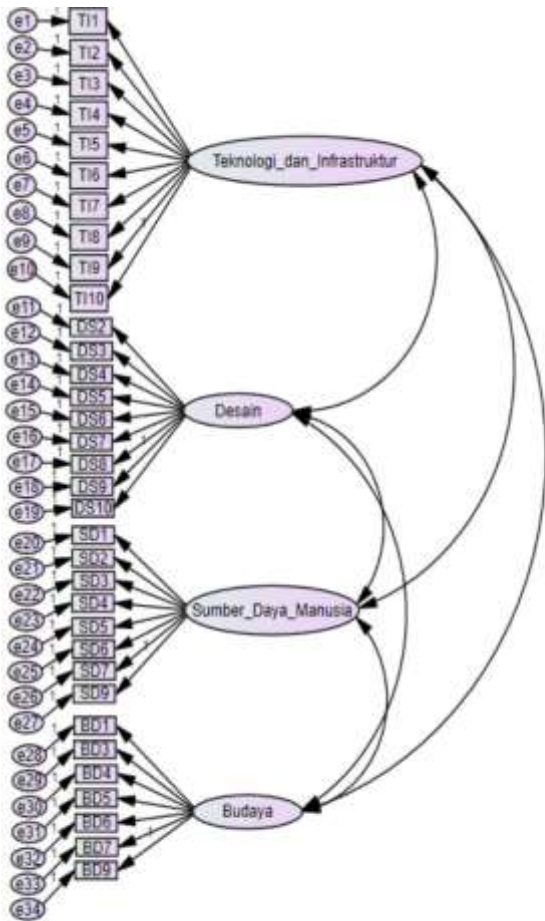 e1 TI1
e2 TI2
e3 TI3
e4 TI4
e5 TI5
e6 TI6
e7 TI7
e8 TI8
e9 TI9
e10 TI10
Teknologi_dan_Infrastruktur
e11 DS2
e12 DS3
e13 DS4
e14 DS5
e15 DS6
e16 DS7
e17 DS8
e18 DS9
e19 DS10
Desain
e20 SD1
e21 SD2
e22 SD3
e23 SD4
e24 SD5
e25 SD6
e26 SD7
e27 SD9
Sumber_Daya_Manusia
e28 BD1
e29 BD3
e30 BD4
e31 BD5
e32 BD6
e33 BD7
e34 BD9
Budaya